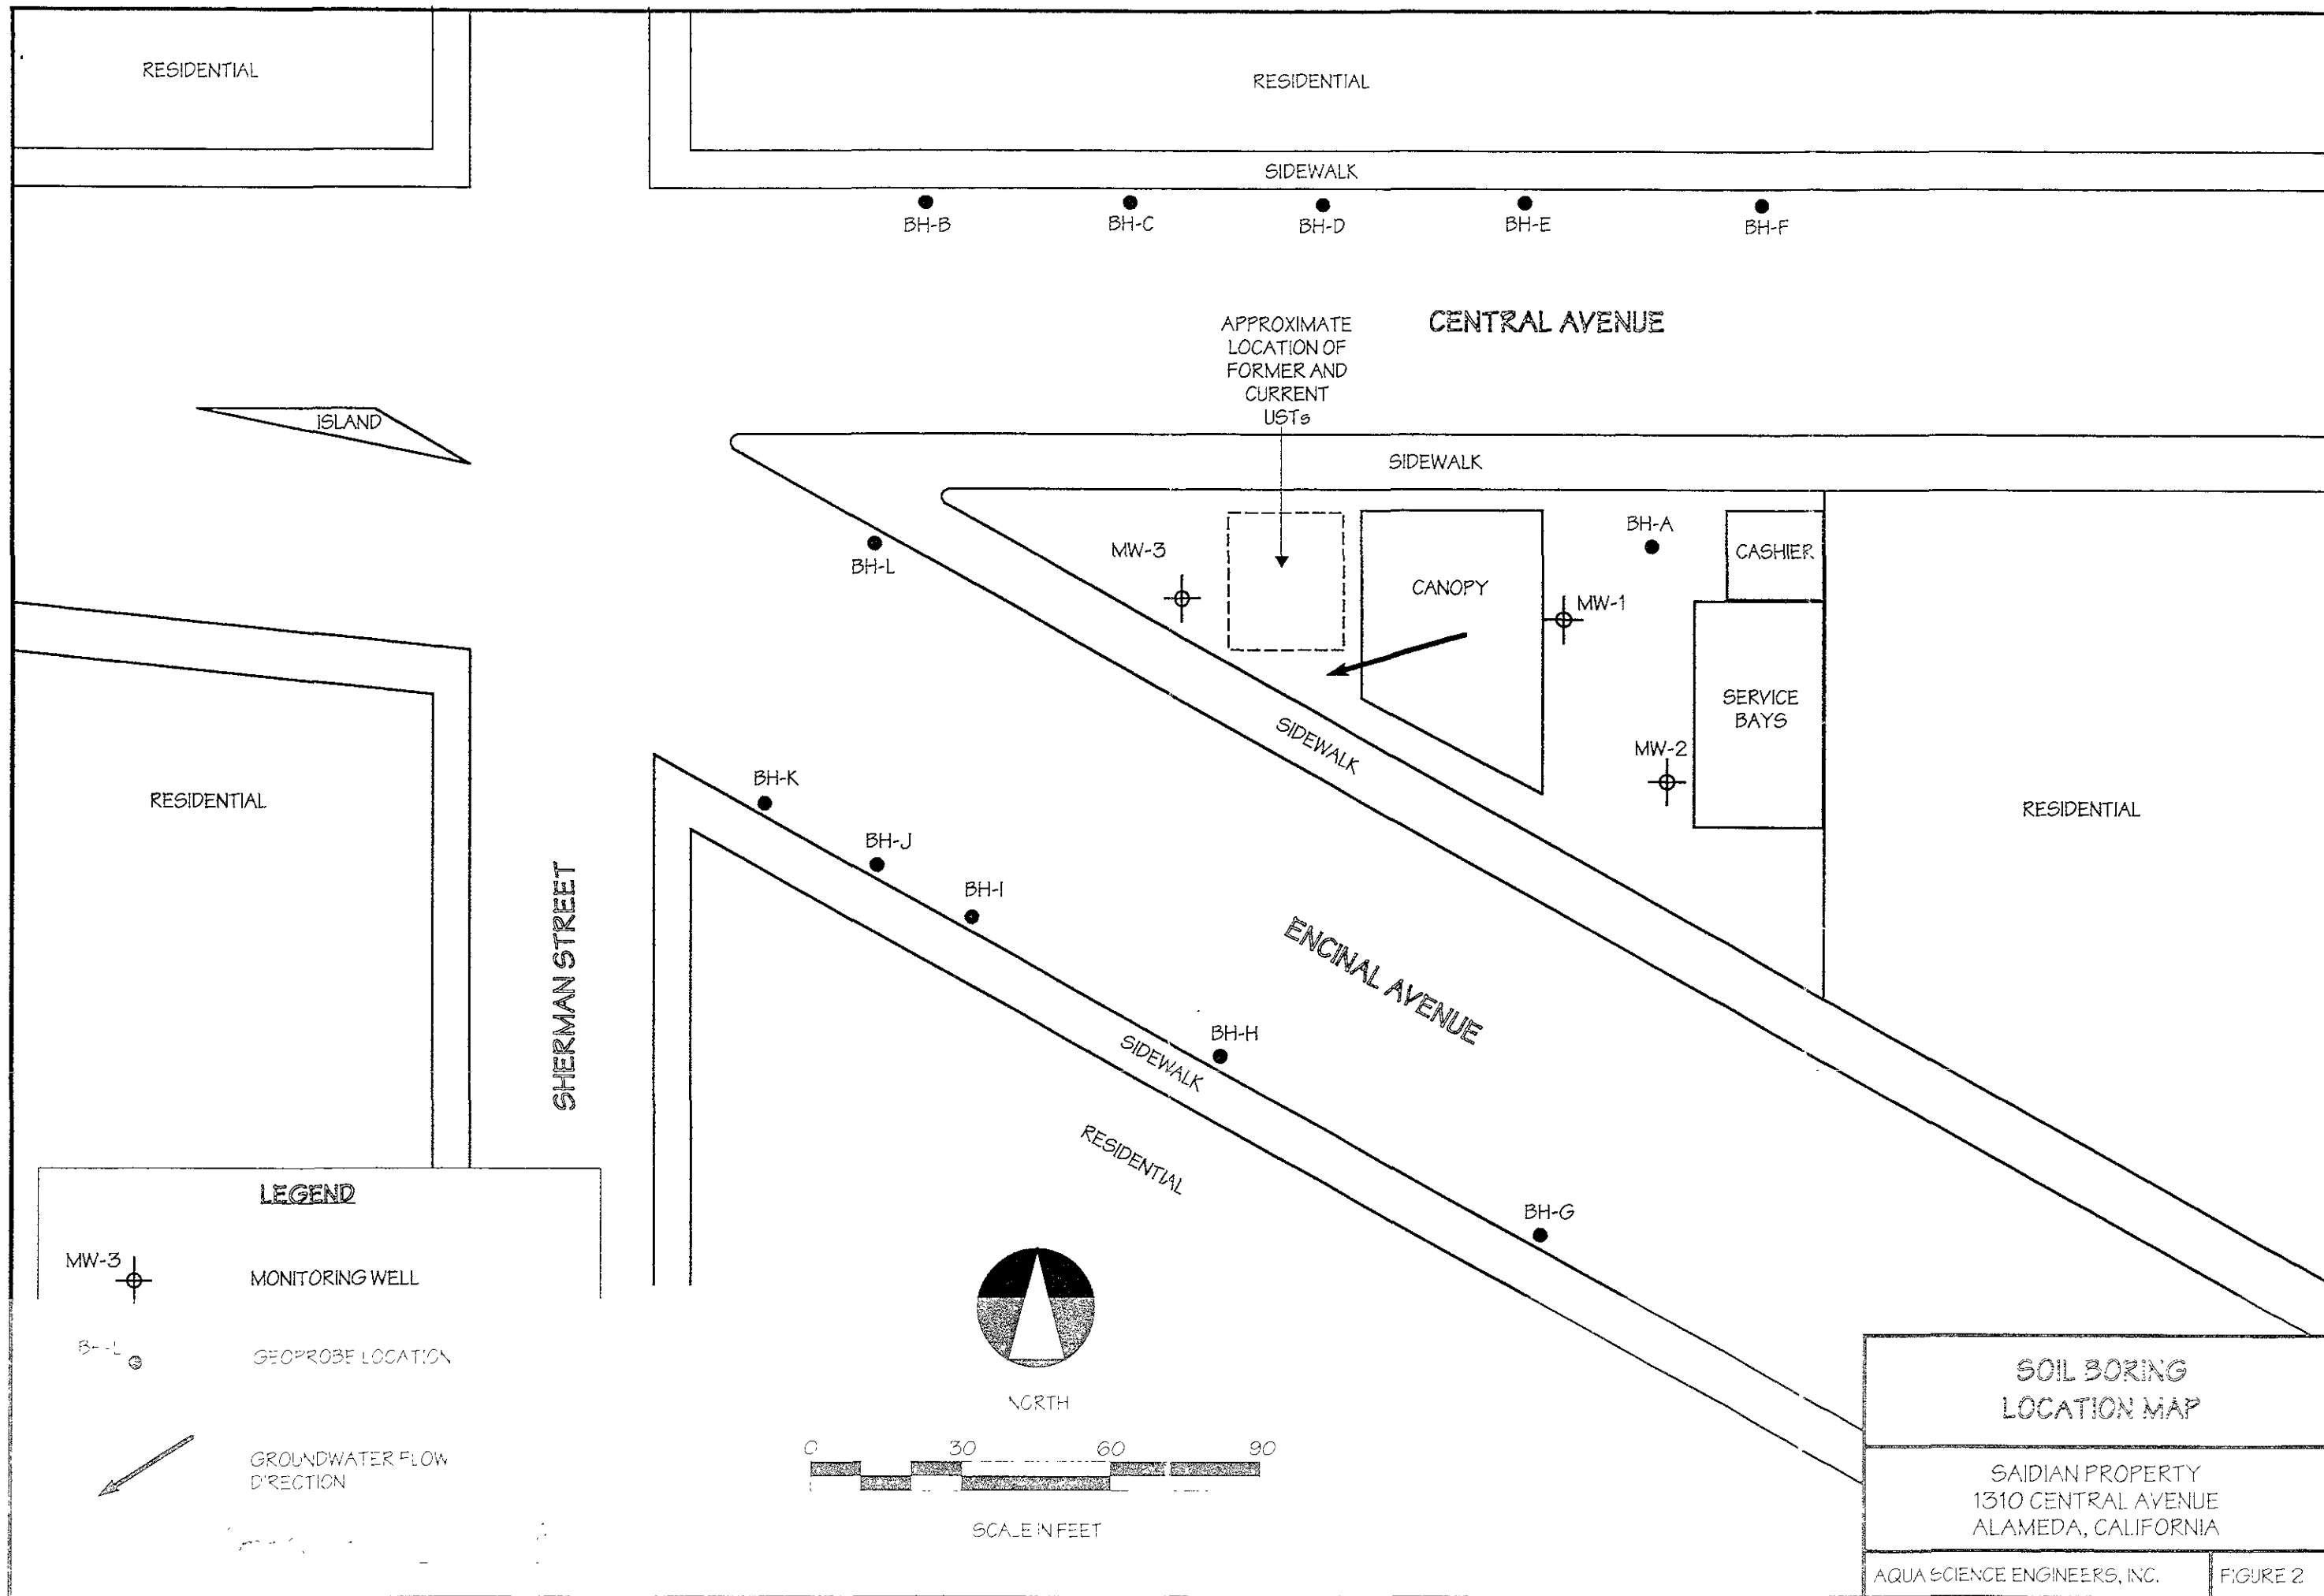 RESIDENTIAL
RESIDENTIAL
SIDEWALK
BH-B
BH-C
BH-D
BH-E
BH-F
APPROXIMATE
LOCATION OF
FORMER AND
CURRENT
USTs
CENTRAL AVENUE
ISLAND
SIDEWALK
BH-L
MW-3
CANOPY
BH-A
CASHIER
MW-1
SERVICE
BAYS
MW-2
SIDEWALK
RESIDENTIAL
RESIDENTIAL
BH-K
BH-J
BH-I
SHERMAN STREET
ENCINAL AVENUE
BH-H
SIDEWALK
RESIDENTIAL
BH-G
LEGEND
MW-3
MONITORING WELL
BH-L
GEOPROBE LOCATION
GROUNDWATER FLOW
DIRECTION
NORTH
0 30 60 90
SCALE IN FEET
SOIL BORING
LOCATION MAP
SAIDIAN PROPERTY
1310 CENTRAL AVENUE
ALAMEDA, CALIFORNIA
AQUA SCIENCE ENGINEERS, INC.
FIGURE 2